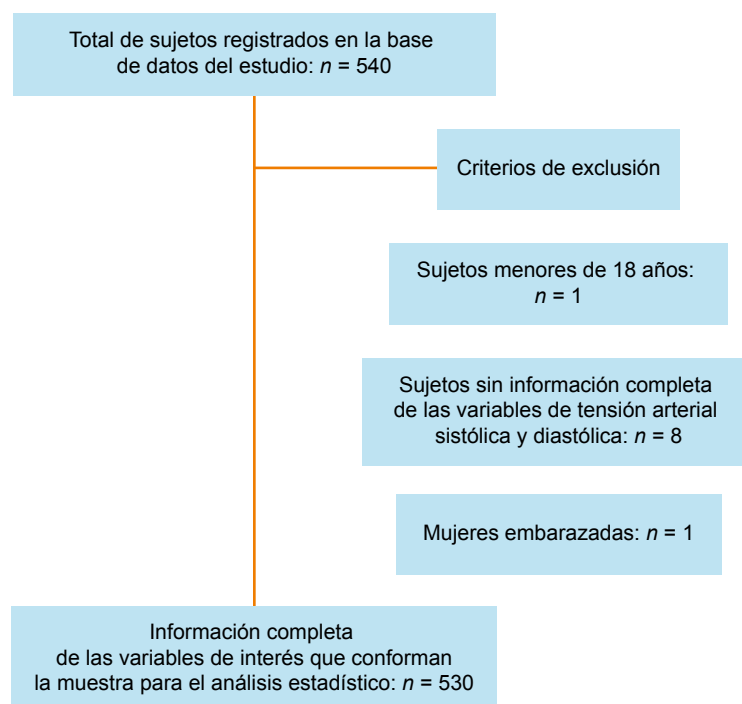 Total de sujetos registrados en la base
de datos del estudio: n = 540
Criterios de exclusión
Sujetos menores de 18 años:
n = 1
Sujetos sin información completa
de las variables de tensión arterial
sistólica y diastólica: n = 8
Mujeres embarazadas: n = 1
Información completa
de las variables de interés que conforman
la muestra para el análisis estadístico: n = 530